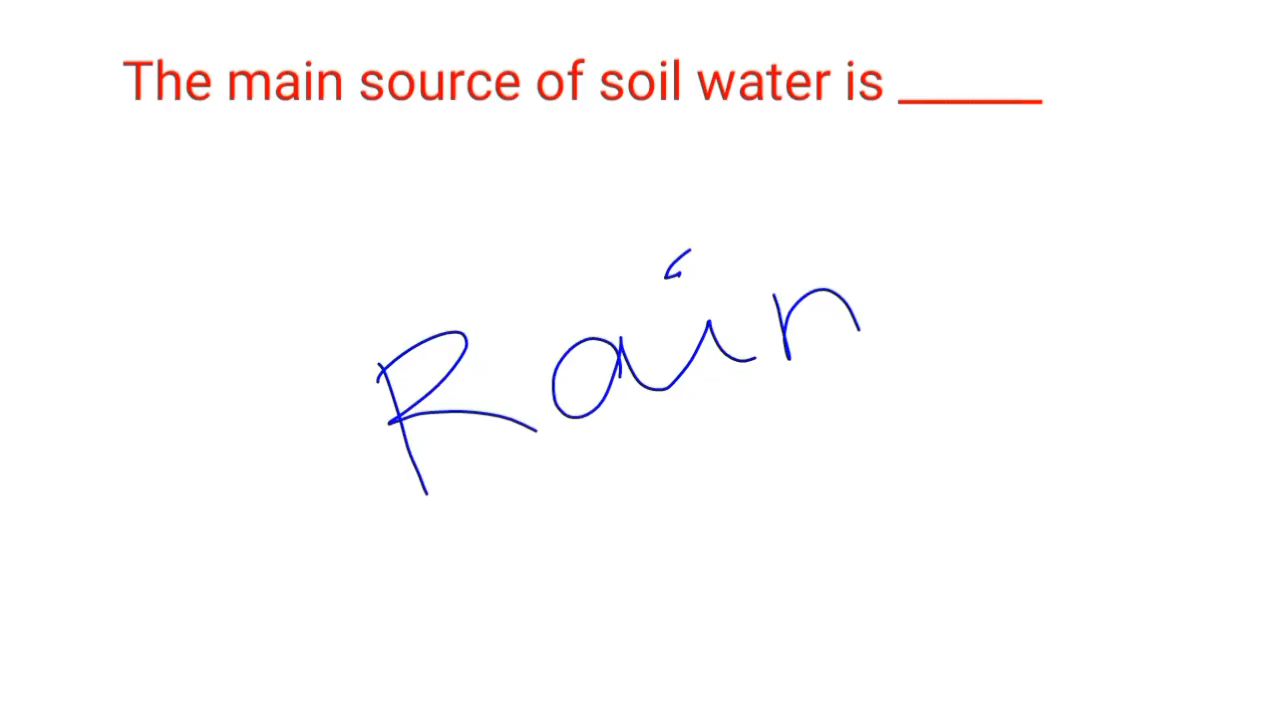 The main source of soil water is ______
Rain